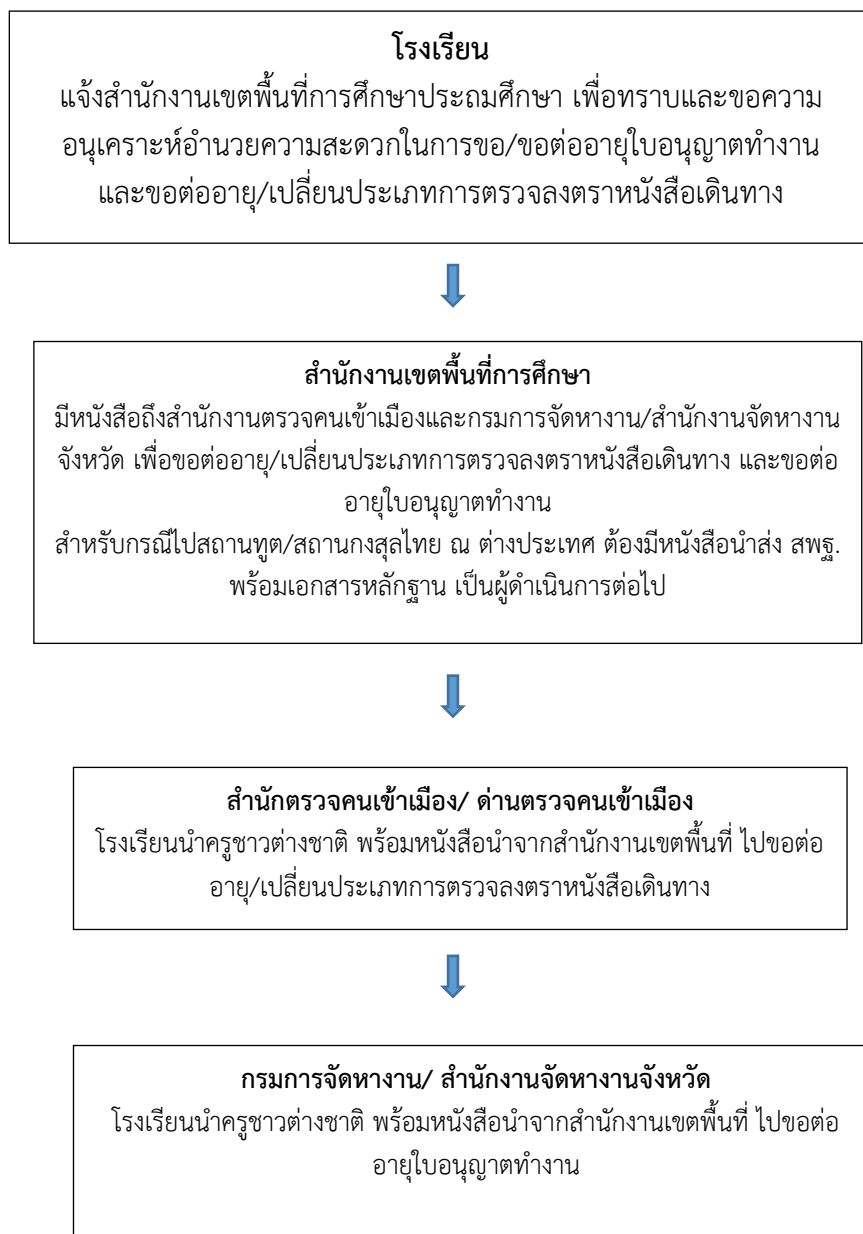 โรงเรียน
แจ้งสำนักงานเขตพื้นที่การศึกษาประถมศึกษา เพื่อทราบและขอความ
อนุเคราะห์อำนวยความสะดวกในการขอ/ขอต่ออายุใบอนุญาตทำงาน
และขอต่ออายุ/เปลี่ยนประเภทการตรวจลงตราหนังสือเดินทาง
สำนักงานเขตพื้นที่การศึกษา
มีหนังสือถึงสำนักงานตรวจคนเข้าเมืองและกรมการจัดหางาน/สำนักงานจัดหางาน
จังหวัด เพื่อขอต่ออายุ/เปลี่ยนประเภทการตรวจลงตราหนังสือเดินทาง และขอต่อ
อายุใบอนุญาตทำงาน
สำหรับกรณีไปสถานทูต/สถานกงสุลไทย ณ ต่างประเทศ ต้องมีหนังสือนำส่ง สพฐ.
พร้อมเอกสารหลักฐาน เป็นผู้ดำเนินการต่อไป
สำนักตรวจคนเข้าเมือง/ ด่านตรวจคนเข้าเมือง
โรงเรียนนำครูชาวต่างชาติ พร้อมหนังสือนำจากสำนักงานเขตพื้นที่ ไปขอต่อ
อายุ/เปลี่ยนประเภทการตรวจลงตราหนังสือเดินทาง
กรมการจัดหางาน/ สำนักงานจัดหางานจังหวัด
โรงเรียนนำครูชาวต่างชาติ พร้อมหนังสือนำจากสำนักงานเขตพื้นที่ ไปขอต่อ
อายุใบอนุญาตทำงาน